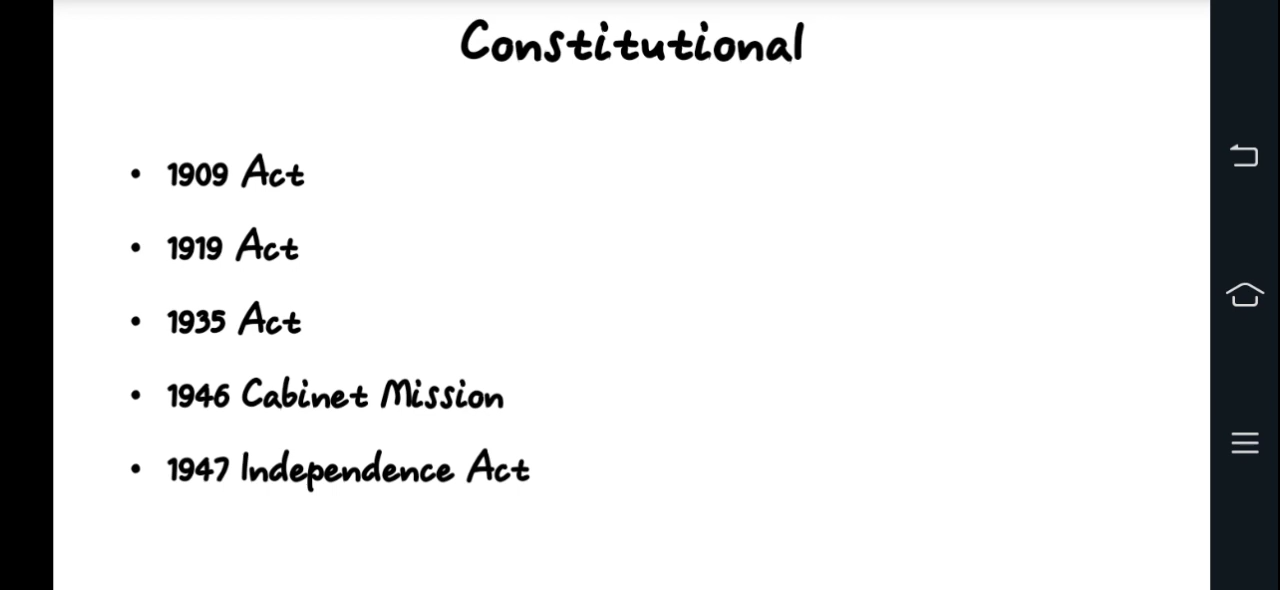 Constitutional
• 1909 Act
• 1919 Act
• 1935 Act
• 1946 Cabinet Mission
• 1947 Independence Act